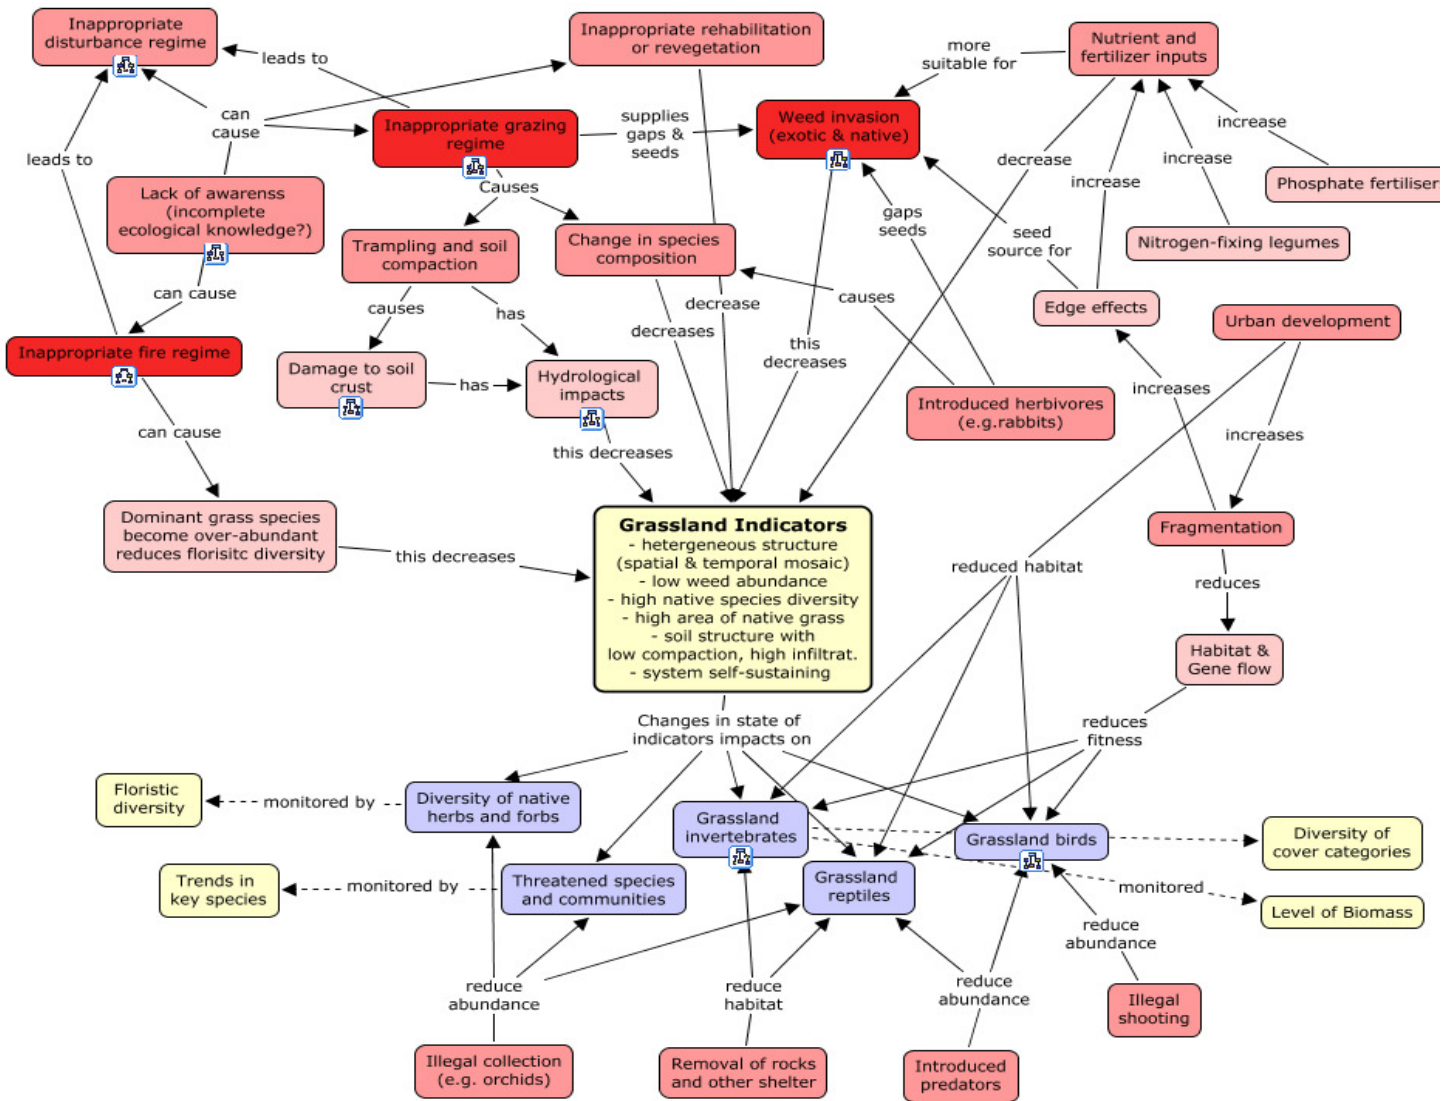 Inappropriate
disturbance regime
leads to
Inappropriate rehabilitation
or revegetation
more
suitable for
Nutrient and
fertilizer inputs
can
cause
Inappropriate grazing
regime
supplies
gaps &
seeds
Weed invasion
(exotic & native)
increase
leads to
decrease
increase
increase
Phosphate fertiliser
Lack of awarenss
(incomplete
ecological knowledge?)
Causes
gaps
seeds
seed
source for
Nitrogen-fixing legumes
Trampling and soil
compaction
Change in species
composition
can cause
causes
has
decrease
decreases
causes
Edge effects
Urban development
Inappropriate fire regime
this
decreases
Damage to soil
crust
has
Hydrological
impacts
increases
Introduced herbivores
(e.g.rabbits)
can cause
this decreases
increases
Dominant grass species
become over-abundant
reduces florisitc diversity
this decreases
Grassland Indicators
- hetergeneous structure
(spatial & temporal mosaic)
- low weed abundance
- high native species diversity
- high area of native grass
- soil structure with
low compaction, high infiltrat.
- system self-sustaining
Fragmentation
reduced habitat
reduces
Habitat &
Gene flow
Changes in state of
indicators impacts on
reduces
fitness
Floristic
diversity
monitored by
Diversity of native
herbs and forbs
Grassland
invertebrates
Grassland birds
Diversity of
cover categories
Trends in
key species
monitored by
Threatened species
and communities
Grassland
reptiles
monitored
Level of Biomass
reduce
abundance
reduce
abundance
reduce
habitat
reduce
abundance
Illegal
shooting
Illegal collection
(e.g. orchids)
Removal of rocks
and other shelter
Introduced
predators